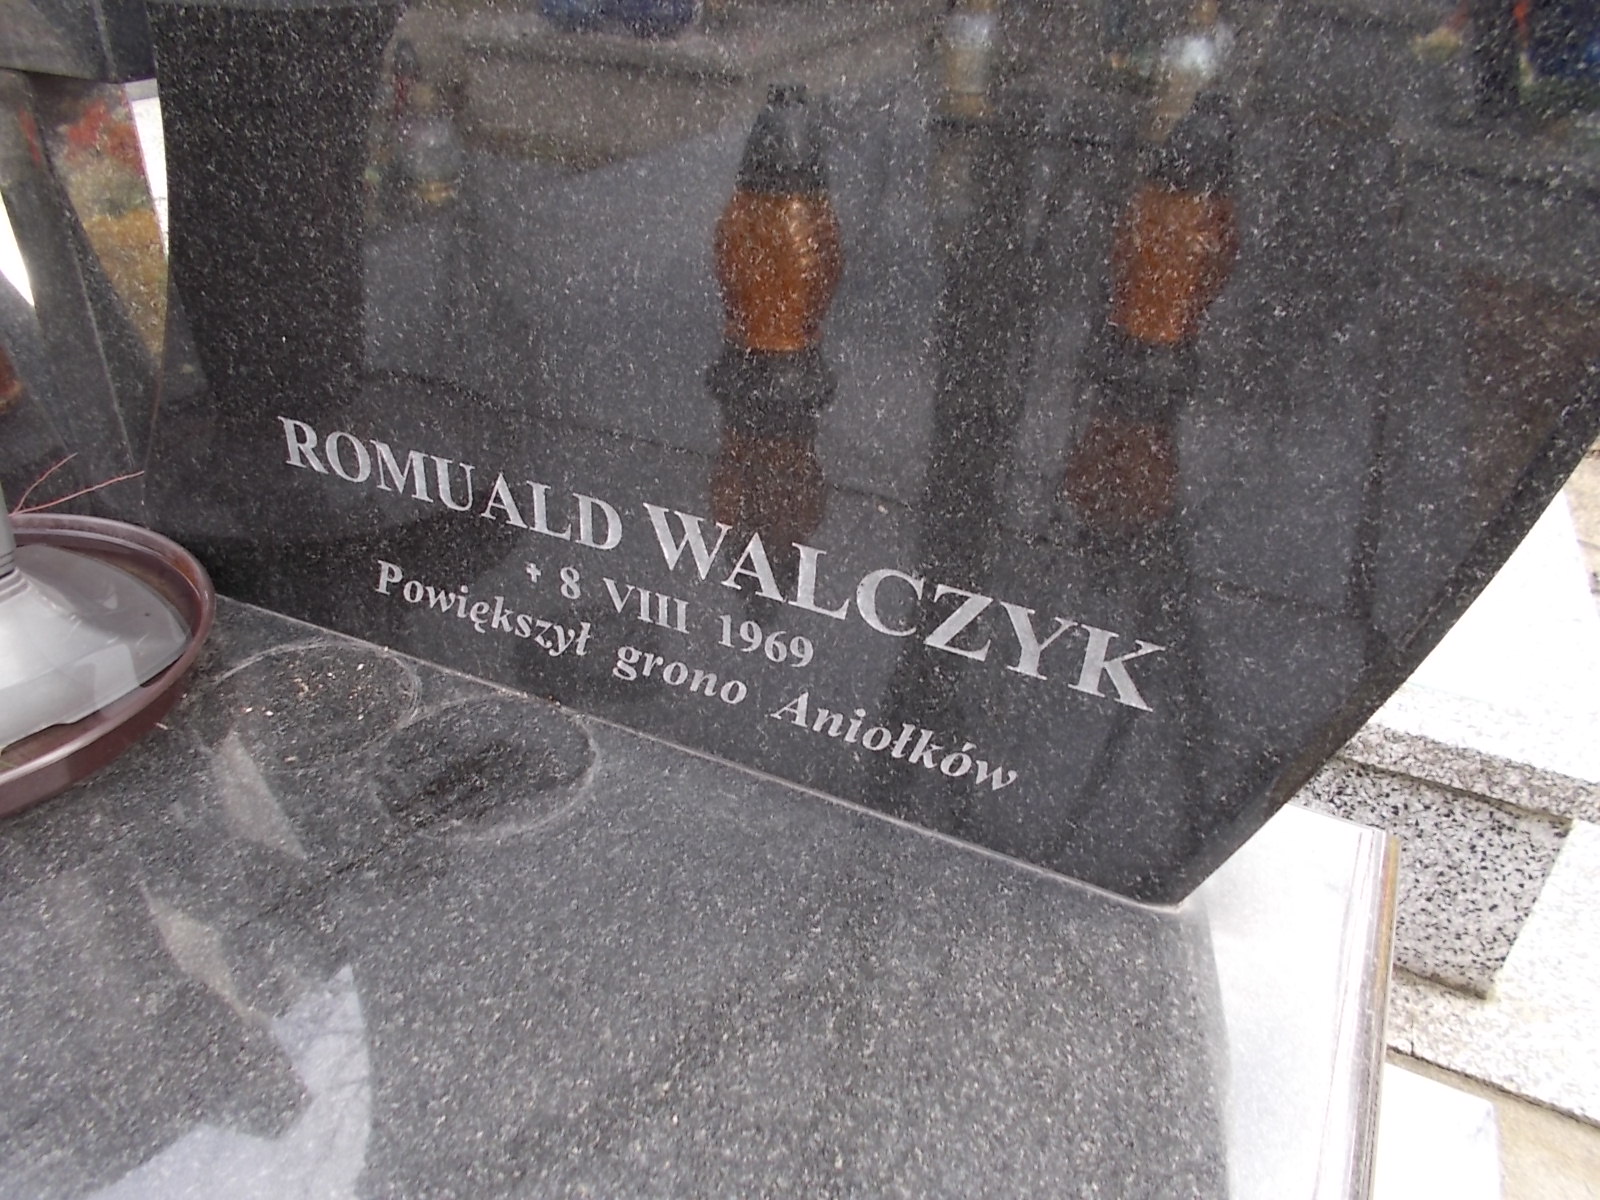 ROMUALD WALCZYK
✝ 8 VIII 1969
Powiększył grono Aniołków